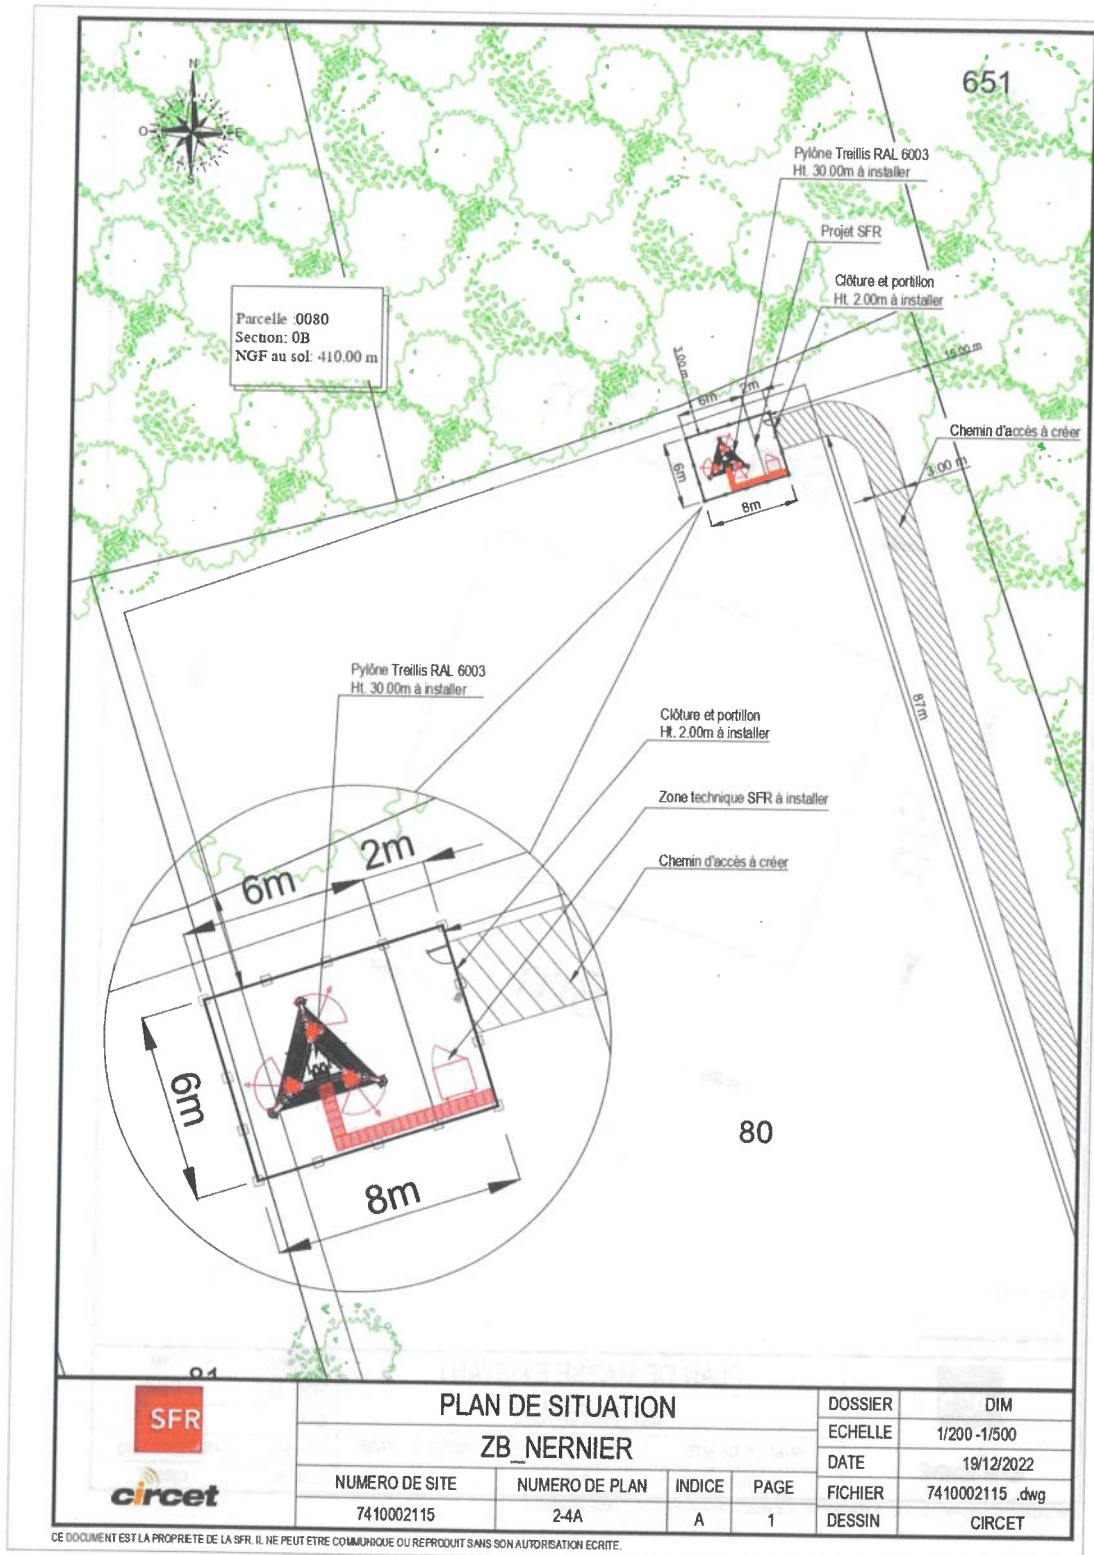 651
N
O
E
S
Pylône Treillis RAL 6003
Ht. 30.00m à installer
Projet SFR
Clôture et portillon
Ht. 2.00m à installer
Parcelle :0080
Section: 0B
NGF au sol: 410.00 m
3.00 m
6m
2m
15.00 m
Chemin d'accès à créer
3.00 m
6m
8m
87m
Pylône Treillis RAL 6003
Ht. 30.00m à installer
Clôture et portillon
Ht. 2.00m à installer
Zone technique SFR à installer
Chemin d'accès à créer
2m
6m
6m
8m
80
81
SFR
circet
PLAN DE SITUATION
ZB_NERNIER
NUMERO DE SITE
NUMERO DE PLAN
INDICE
PAGE
7410002115
2-4A
A
1
DOSSIER
DIM
ECHELLE
1/200 -1/500
DATE
19/12/2022
FICHIER
7410002115 .dwg
DESSIN
CIRCET
CE DOCUMENT EST LA PROPRIETE DE LA SFR. IL NE PEUT ETRE COMMUNIQUE OU REPRODUIT SANS SON AUTORISATION ECRITE.